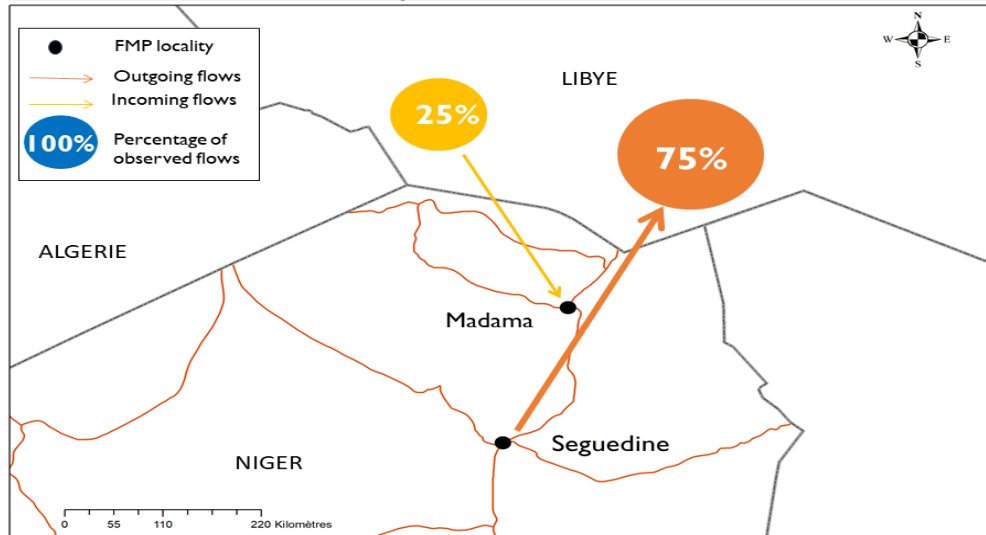 FMP locality
Outgoing flows
Incoming flows
100%
Percentage of
observed flows
N
W
E
S
LIBYE
25%
75%
ALGERIE
Madama
Seguedine
NIGER
0 55 110 220 Kilomètres